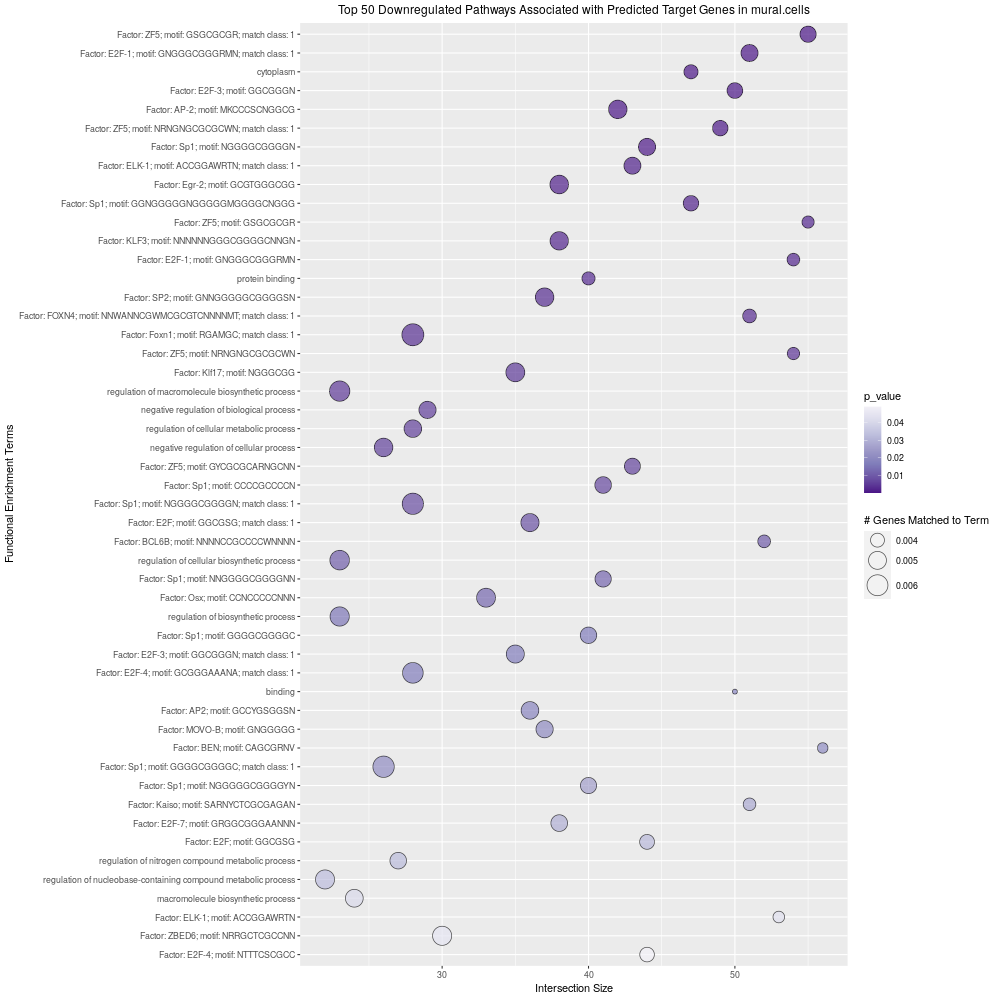 Top 50 Downregulated Pathways Associated with Predicted Target Genes in mural.cells
Functional Enrichment Terms
Factor: ZF5; motif: GSGCGCGR; match class: 1
Factor: E2F-1; motif: GNGGGCGGGRMN; match class: 1
cytoplasm
Factor: E2F-3; motif: GGCGGGN
Factor: AP-2; motif: MKCCCSCNGGCG
Factor: ZF5; motif: NRNGNGCGCGCWN; match class: 1
Factor: Sp1; motif: NGGGGCGGGGN
Factor: ELK-1; motif: ACCGGAWRTN; match class: 1
Factor: Egr-2; motif: GCGTGGGCGG
Factor: Sp1; motif: GGNGGGGGNGGGGGMGGGGCNGGG
Factor: ZF5; motif: GSGCGCGR
Factor: KLF3; motif: NNNNNNGGGCGGGGCNNGN
Factor: E2F-1; motif: GNGGGCGGGRMN
protein binding
Factor: SP2; motif: GNNGGGGGCGGGGSN
Factor: FOXN4; motif: NNWANNCGWMCGCGTCNNNNMT; match class: 1
Factor: Foxn1; motif: RGAMGC; match class: 1
Factor: ZF5; motif: NRNGNGCGCGCWN
Factor: Klf17; motif: NGGGCGG
regulation of macromolecule biosynthetic process
negative regulation of biological process
regulation of cellular metabolic process
negative regulation of cellular process
Factor: ZF5; motif: GYCGCGCARNGCNN
Factor: Sp1; motif: CCCCGCCCCN
Factor: Sp1; motif: NGGGGCGGGGN; match class: 1
Factor: E2F; motif: GGCGSG; match class: 1
Factor: BCL6B; motif: NNNNCCGCCCCWNNNN
regulation of cellular biosynthetic process
Factor: Sp1; motif: NNGGGGCGGGGNN
Factor: Osx; motif: CCNCCCCCNNN
regulation of biosynthetic process
Factor: Sp1; motif: GGGGCGGGGC
Factor: E2F-3; motif: GGCGGGN; match class: 1
Factor: E2F-4; motif: GCGGGAAANA; match class: 1
binding
Factor: AP2; motif: GCCYGSGGSN
Factor: MOVO-B; motif: GNGGGGG
Factor: BEN; motif: CAGCGRNV
Factor: Sp1; motif: GGGGCGGGGC; match class: 1
Factor: Sp1; motif: NGGGGGCGGGGYN
Factor: Kaiso; motif: SARNYCTCGCGAGAN
Factor: E2F-7; motif: GRGGCGGGAANNN
Factor: E2F; motif: GGCGSG
regulation of nitrogen compound metabolic process
regulation of nucleobase-containing compound metabolic process
macromolecule biosynthetic process
Factor: ELK-1; motif: ACCGGAWRTN
Factor: ZBED6; motif: NRRGCTCGCCNN
Factor: E2F-4; motif: NTTTCSCGCC
30
40
50
Intersection Size
p_value
0.04
0.03
0.02
0.01
# Genes Matched to Term
0.004
0.005
0.006